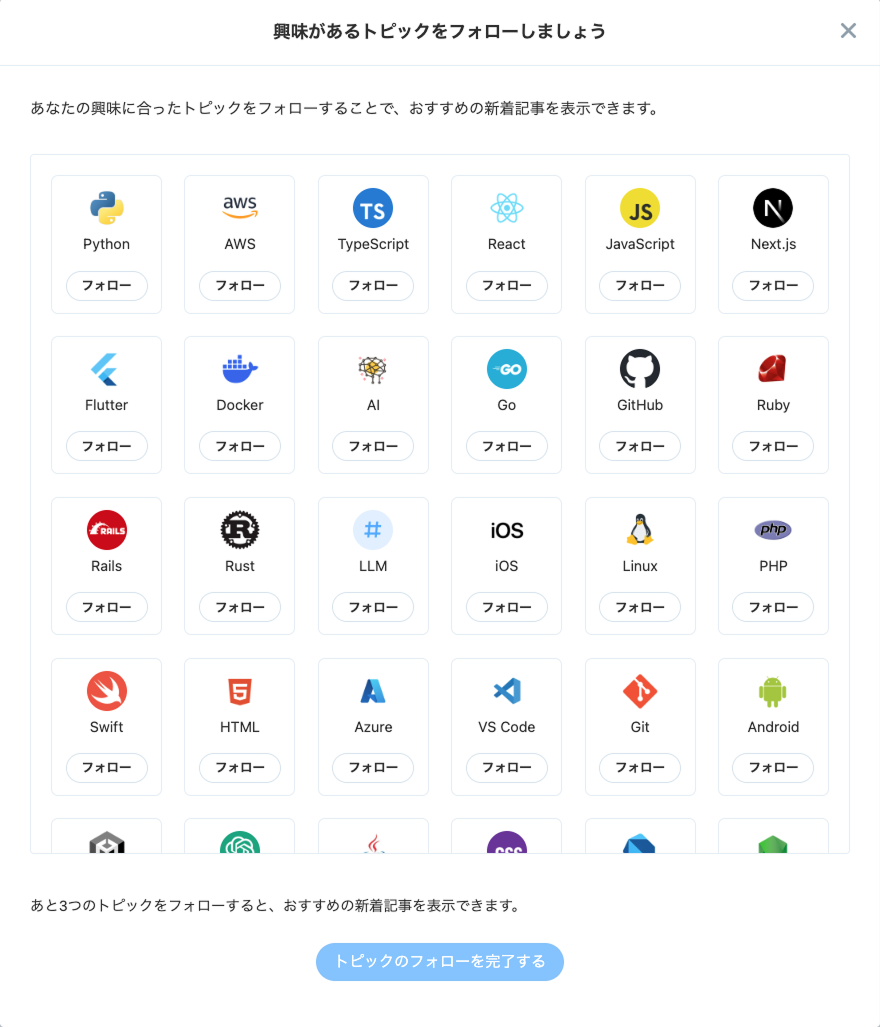 興味があるトピックをフォローしましょう
あなたの興味に合ったトピックをフォローすることで、おすすめの新着記事を表示できます。
aws TS JS N
Python AWS TypeScript React JavaScript Next.js
フォロー フォロー フォロー フォロー フォロー フォロー
GO
Flutter Docker AI Go GitHub Ruby
フォロー フォロー フォロー フォロー フォロー フォロー
RAILS R # iOS php
Rails Rust LLM iOS Linux PHP
フォロー フォロー フォロー フォロー フォロー フォロー
5
Swift HTML Azure VS Code Git Android
フォロー フォロー フォロー フォロー フォロー フォロー
あと3つのトピックをフォローすると、おすすめの新着記事を表示できます。
トピックのフォローを完了する